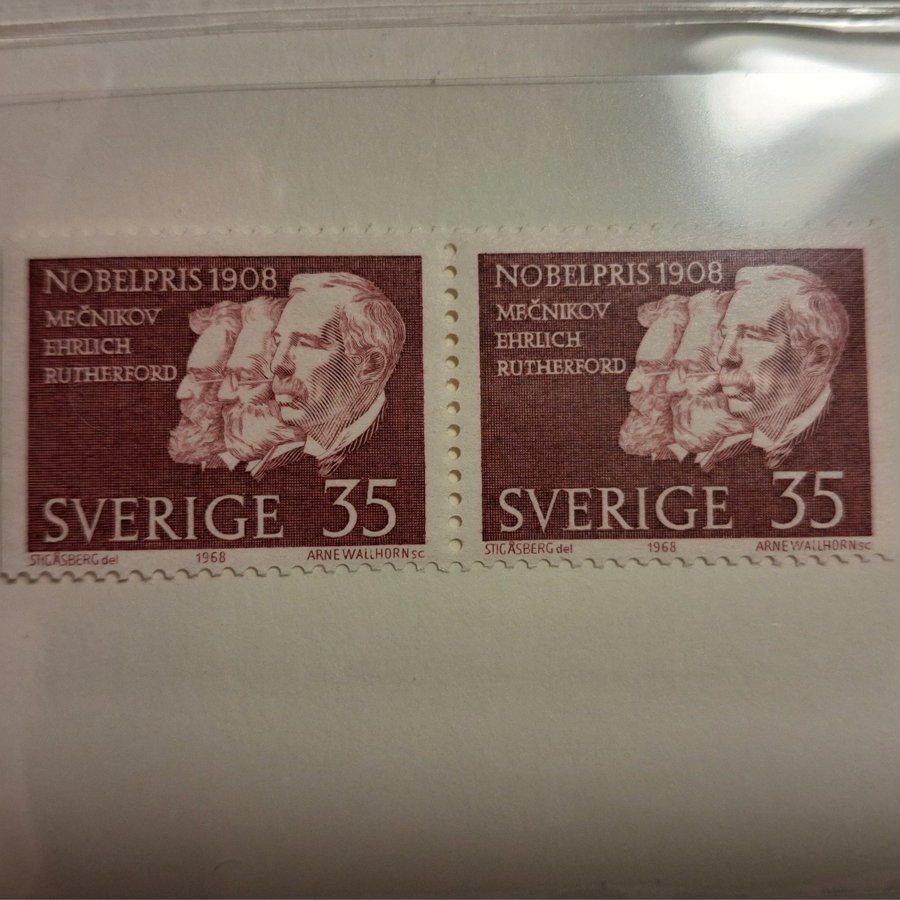 NOBELPRIS 1908
MEČNIKOV
EHRLICH
RUTHERFORD
SVERIGE 35
STIG ÅSBERG del 1968 ARNE WALLHORN sc
NOBELPRIS 1908
MEČNIKOV
EHRLICH
RUTHERFORD
SVERIGE 35
STIG ÅSBERG del 1968 ARNE WALLHORN sc